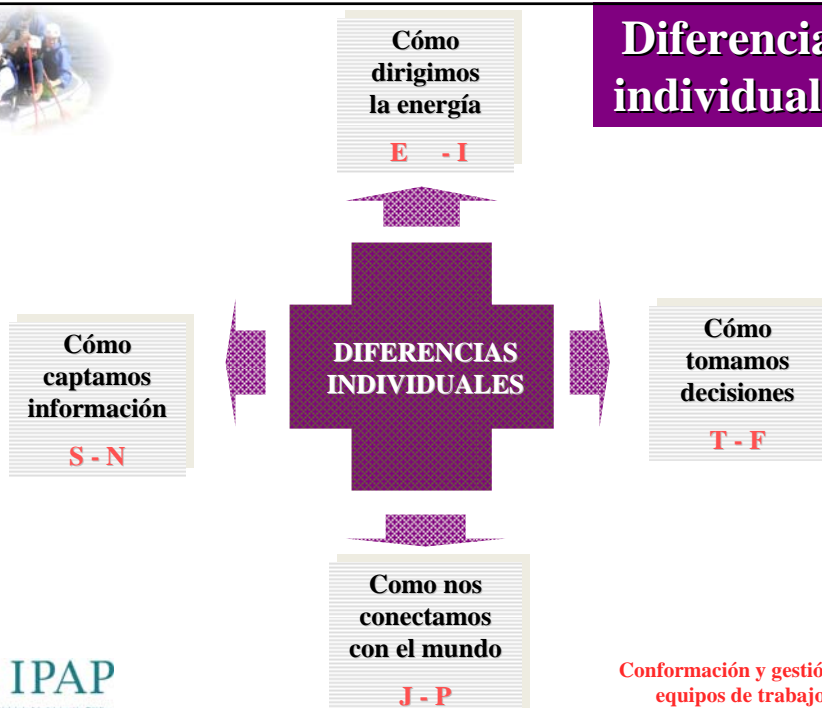 Diferencia
individual
Cómo
dirigimos
la energía
E - I
Cómo
captamos
información
S - N
DIFERENCIAS
INDIVIDUALES
Cómo
tomamos
decisiones
T - F
Como nos
conectamos
con el mundo
J - P
IPAP
Conformación y gestió
equipos de trabajo